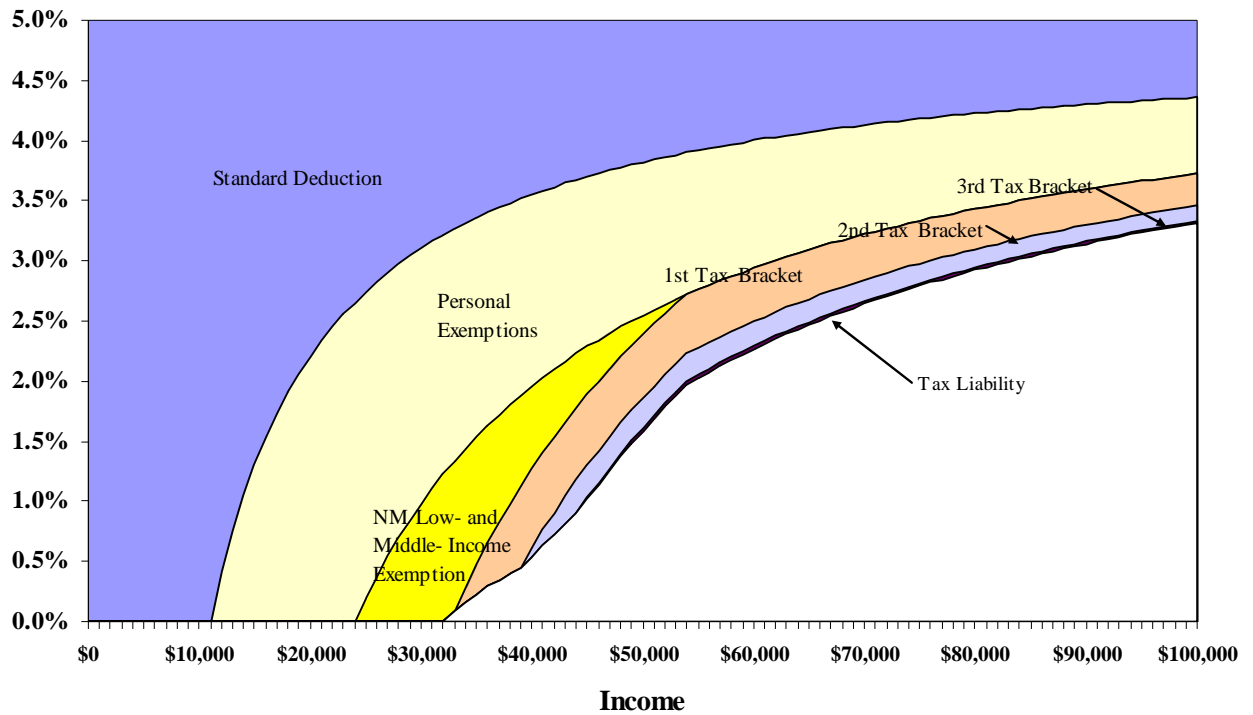 5.0%
4.5%
4.0%
3.5%
3.0%
2.5%
2.0%
1.5%
1.0%
0.5%
0.0%
Standard Deduction
3rd Tax Bracket
2nd Tax Bracket
1st Tax Bracket
Personal
Exemptions
Tax Liability
NM Low- and
Middle- Income
Exemption
$0 $10,000 $20,000 $30,000 $40,000 $50,000 $60,000 $70,000 $80,000 $90,000 $100,000
Income